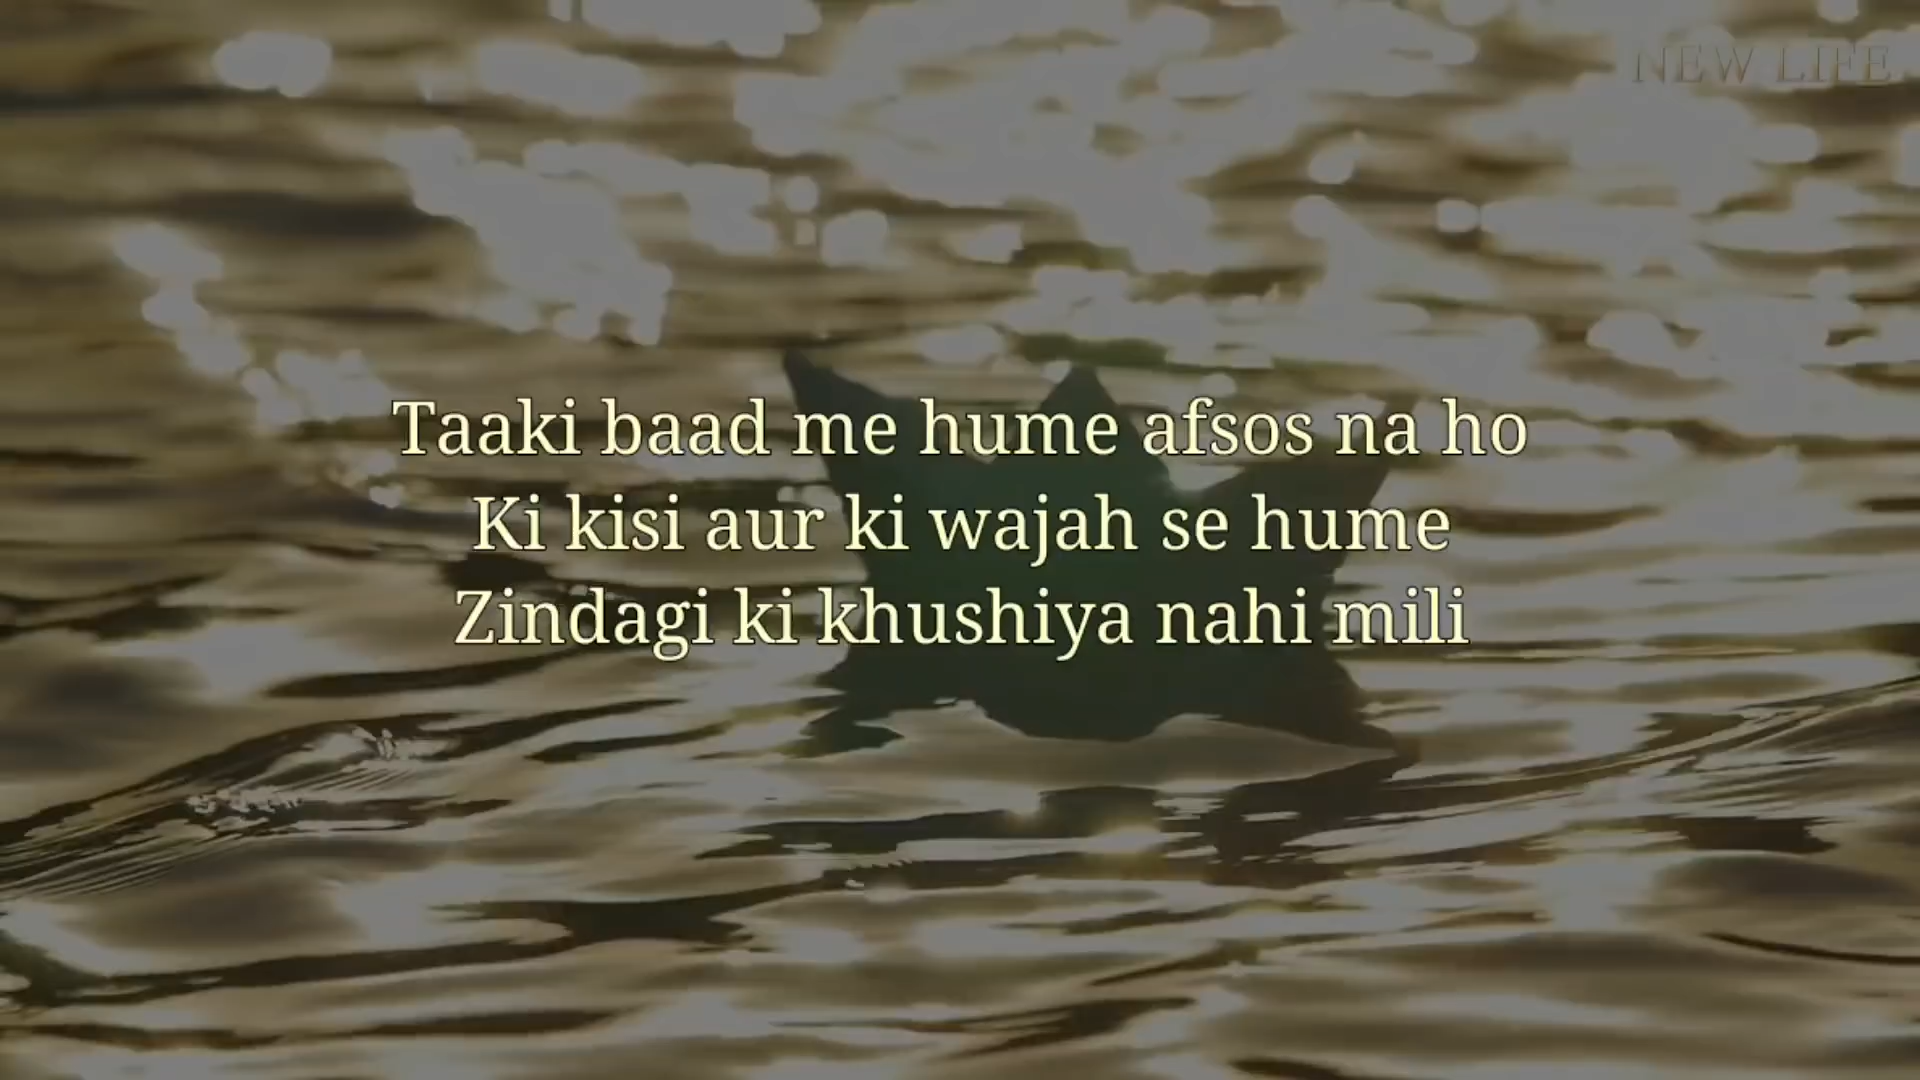 NEW LIFE
Taaki baad me hume afsos na ho
Ki kisi aur ki wajah se hume
Zindagi ki khushiya nahi mili